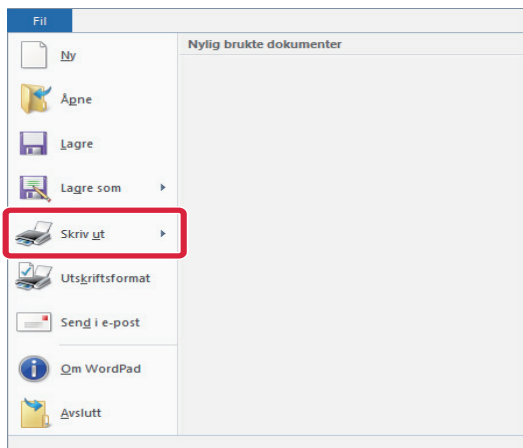 Fil
Nylig brukte dokumenter
Ny
Åpne
Lagre
Lagre som
Skriv ut
Utskriftsformat
Send i e-post
Om WordPad
Avslutt